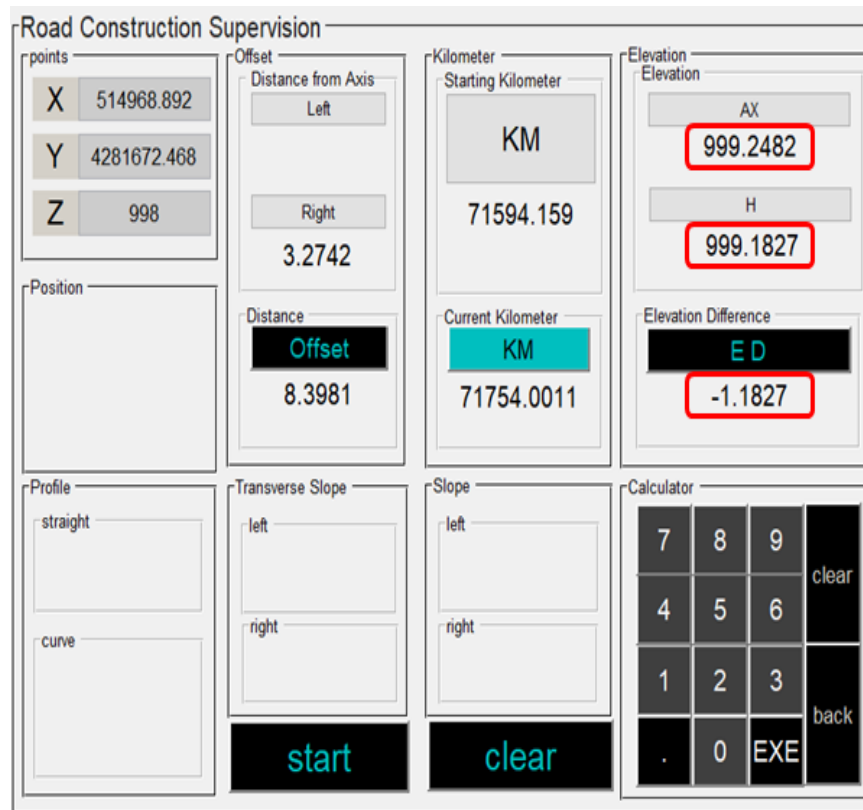 Road Construction Supervision
points
X 514968.892
Y 4281672.468
Z 998
Position
Offset
Distance from Axis
Left
Right
3.2742
Distance
Offset
8.3981
Kilometer
Starting Kilometer
KM
71594.159
Current Kilometer
KM
71754.0011
Elevation
Elevation
AX
999.2482
H
999.1827
Elevation Difference
E D
-1.1827
Profile
straight
curve
Transverse Slope
left
right
Slope
left
right
start
clear
Calculator
7 8 9
clear
4 5 6
1 2 3
back
. 0 EXE